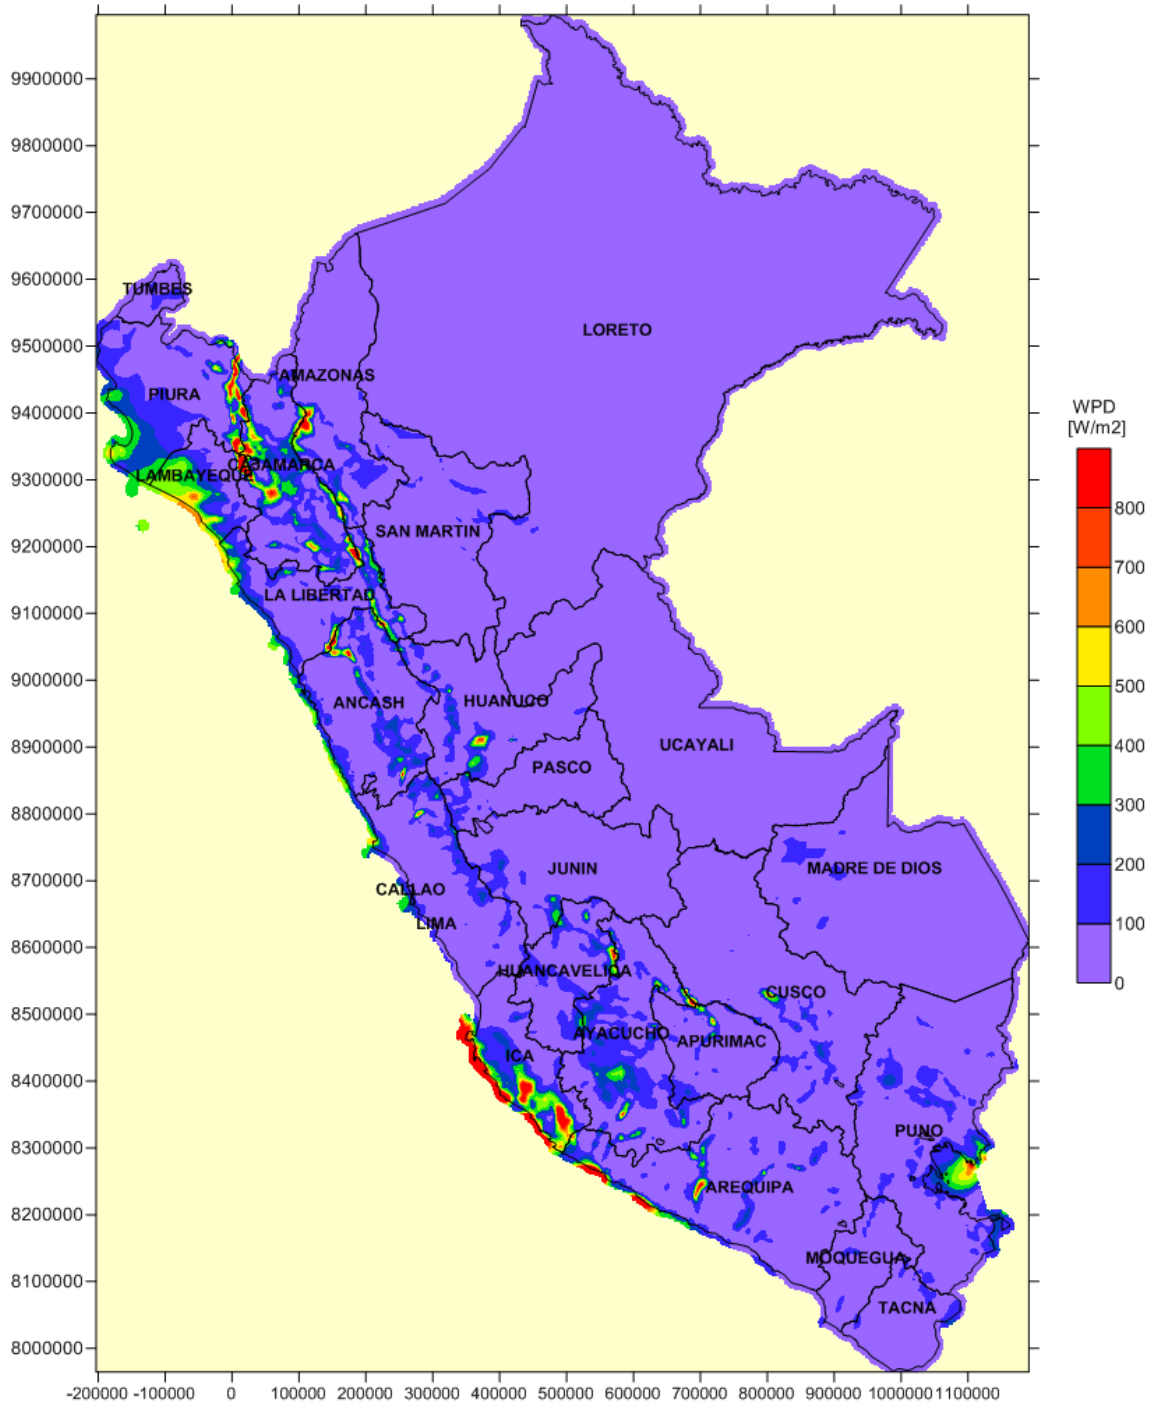 9900000
9800000
9700000
9600000
9500000
9400000
9300000
9200000
9100000
9000000
8900000
8800000
8700000
8600000
8500000
8400000
8300000
8200000
8100000
8000000
-200000 -100000 0 100000 200000 300000 400000 500000 600000 700000 800000 900000 1000000 1100000
TUMBES
LORETO
AMAZONAS
PIURA
CAJAMARCA
LAMBAYEQUE
SAN MARTIN
LA LIBERTAD
ANCASH
HUANUCO
UCAYALI
PASCO
JUNIN
MADRE DE DIOS
CALLAO
LIMA
HUANCAVELICA
CUSCO
AYACUCHO
APURIMAC
ICA
PUNO
AREQUIPA
MOQUEGUA
TACNA
WPD
[W/m2]
800
700
600
500
400
300
200
100
0